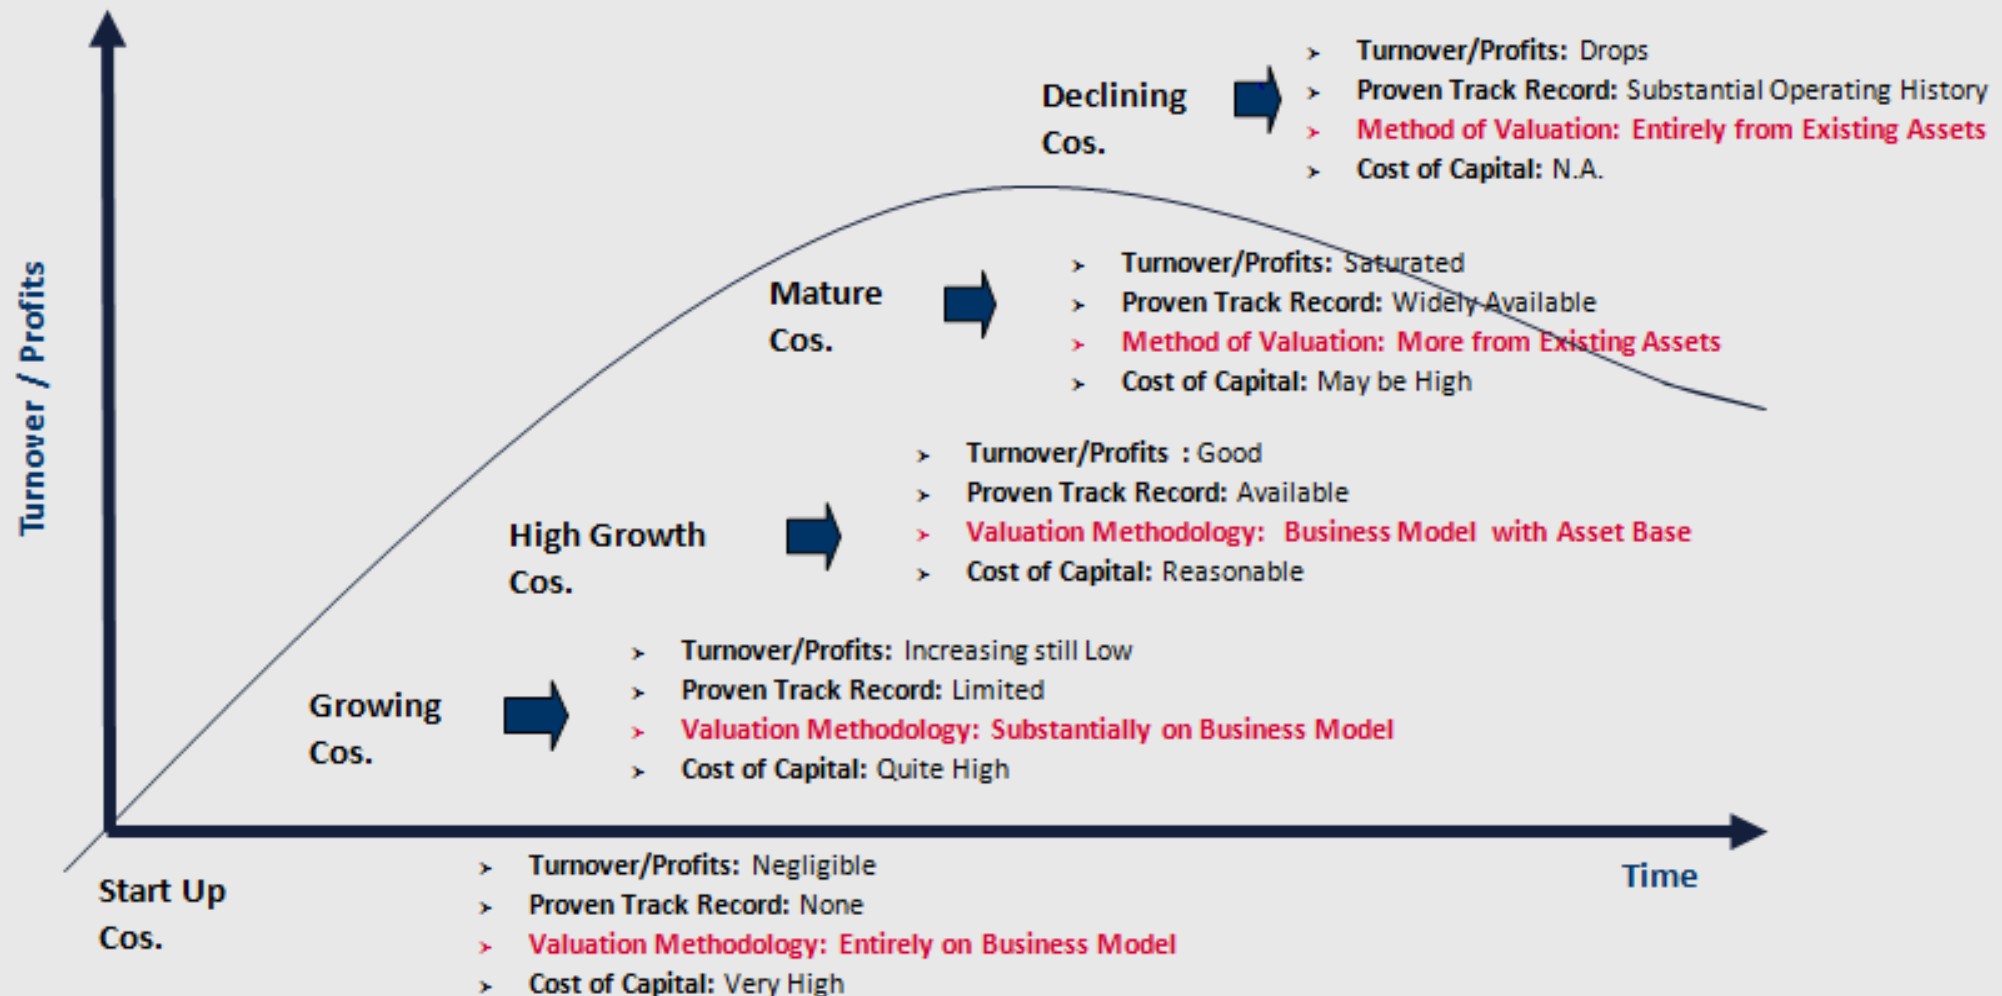 Turnover / Profits
Declining
Cos.
➢ Turnover/Profits: Drops
➢ Proven Track Record: Substantial Operating History
➢ Method of Valuation: Entirely from Existing Assets
➢ Cost of Capital: N.A.
Mature
Cos.
➢ Turnover/Profits: Saturated
➢ Proven Track Record: Widely Available
➢ Method of Valuation: More from Existing Assets
➢ Cost of Capital: May be High
High Growth
Cos.
➢ Turnover/Profits : Good
➢ Proven Track Record: Available
➢ Valuation Methodology: Business Model with Asset Base
➢ Cost of Capital: Reasonable
Growing
Cos.
➢ Turnover/Profits: Increasing still Low
➢ Proven Track Record: Limited
➢ Valuation Methodology: Substantially on Business Model
➢ Cost of Capital: Quite High
Time
Start Up
Cos.
➢ Turnover/Profits: Negligible
➢ Proven Track Record: None
➢ Valuation Methodology: Entirely on Business Model
➢ Cost of Capital: Very High